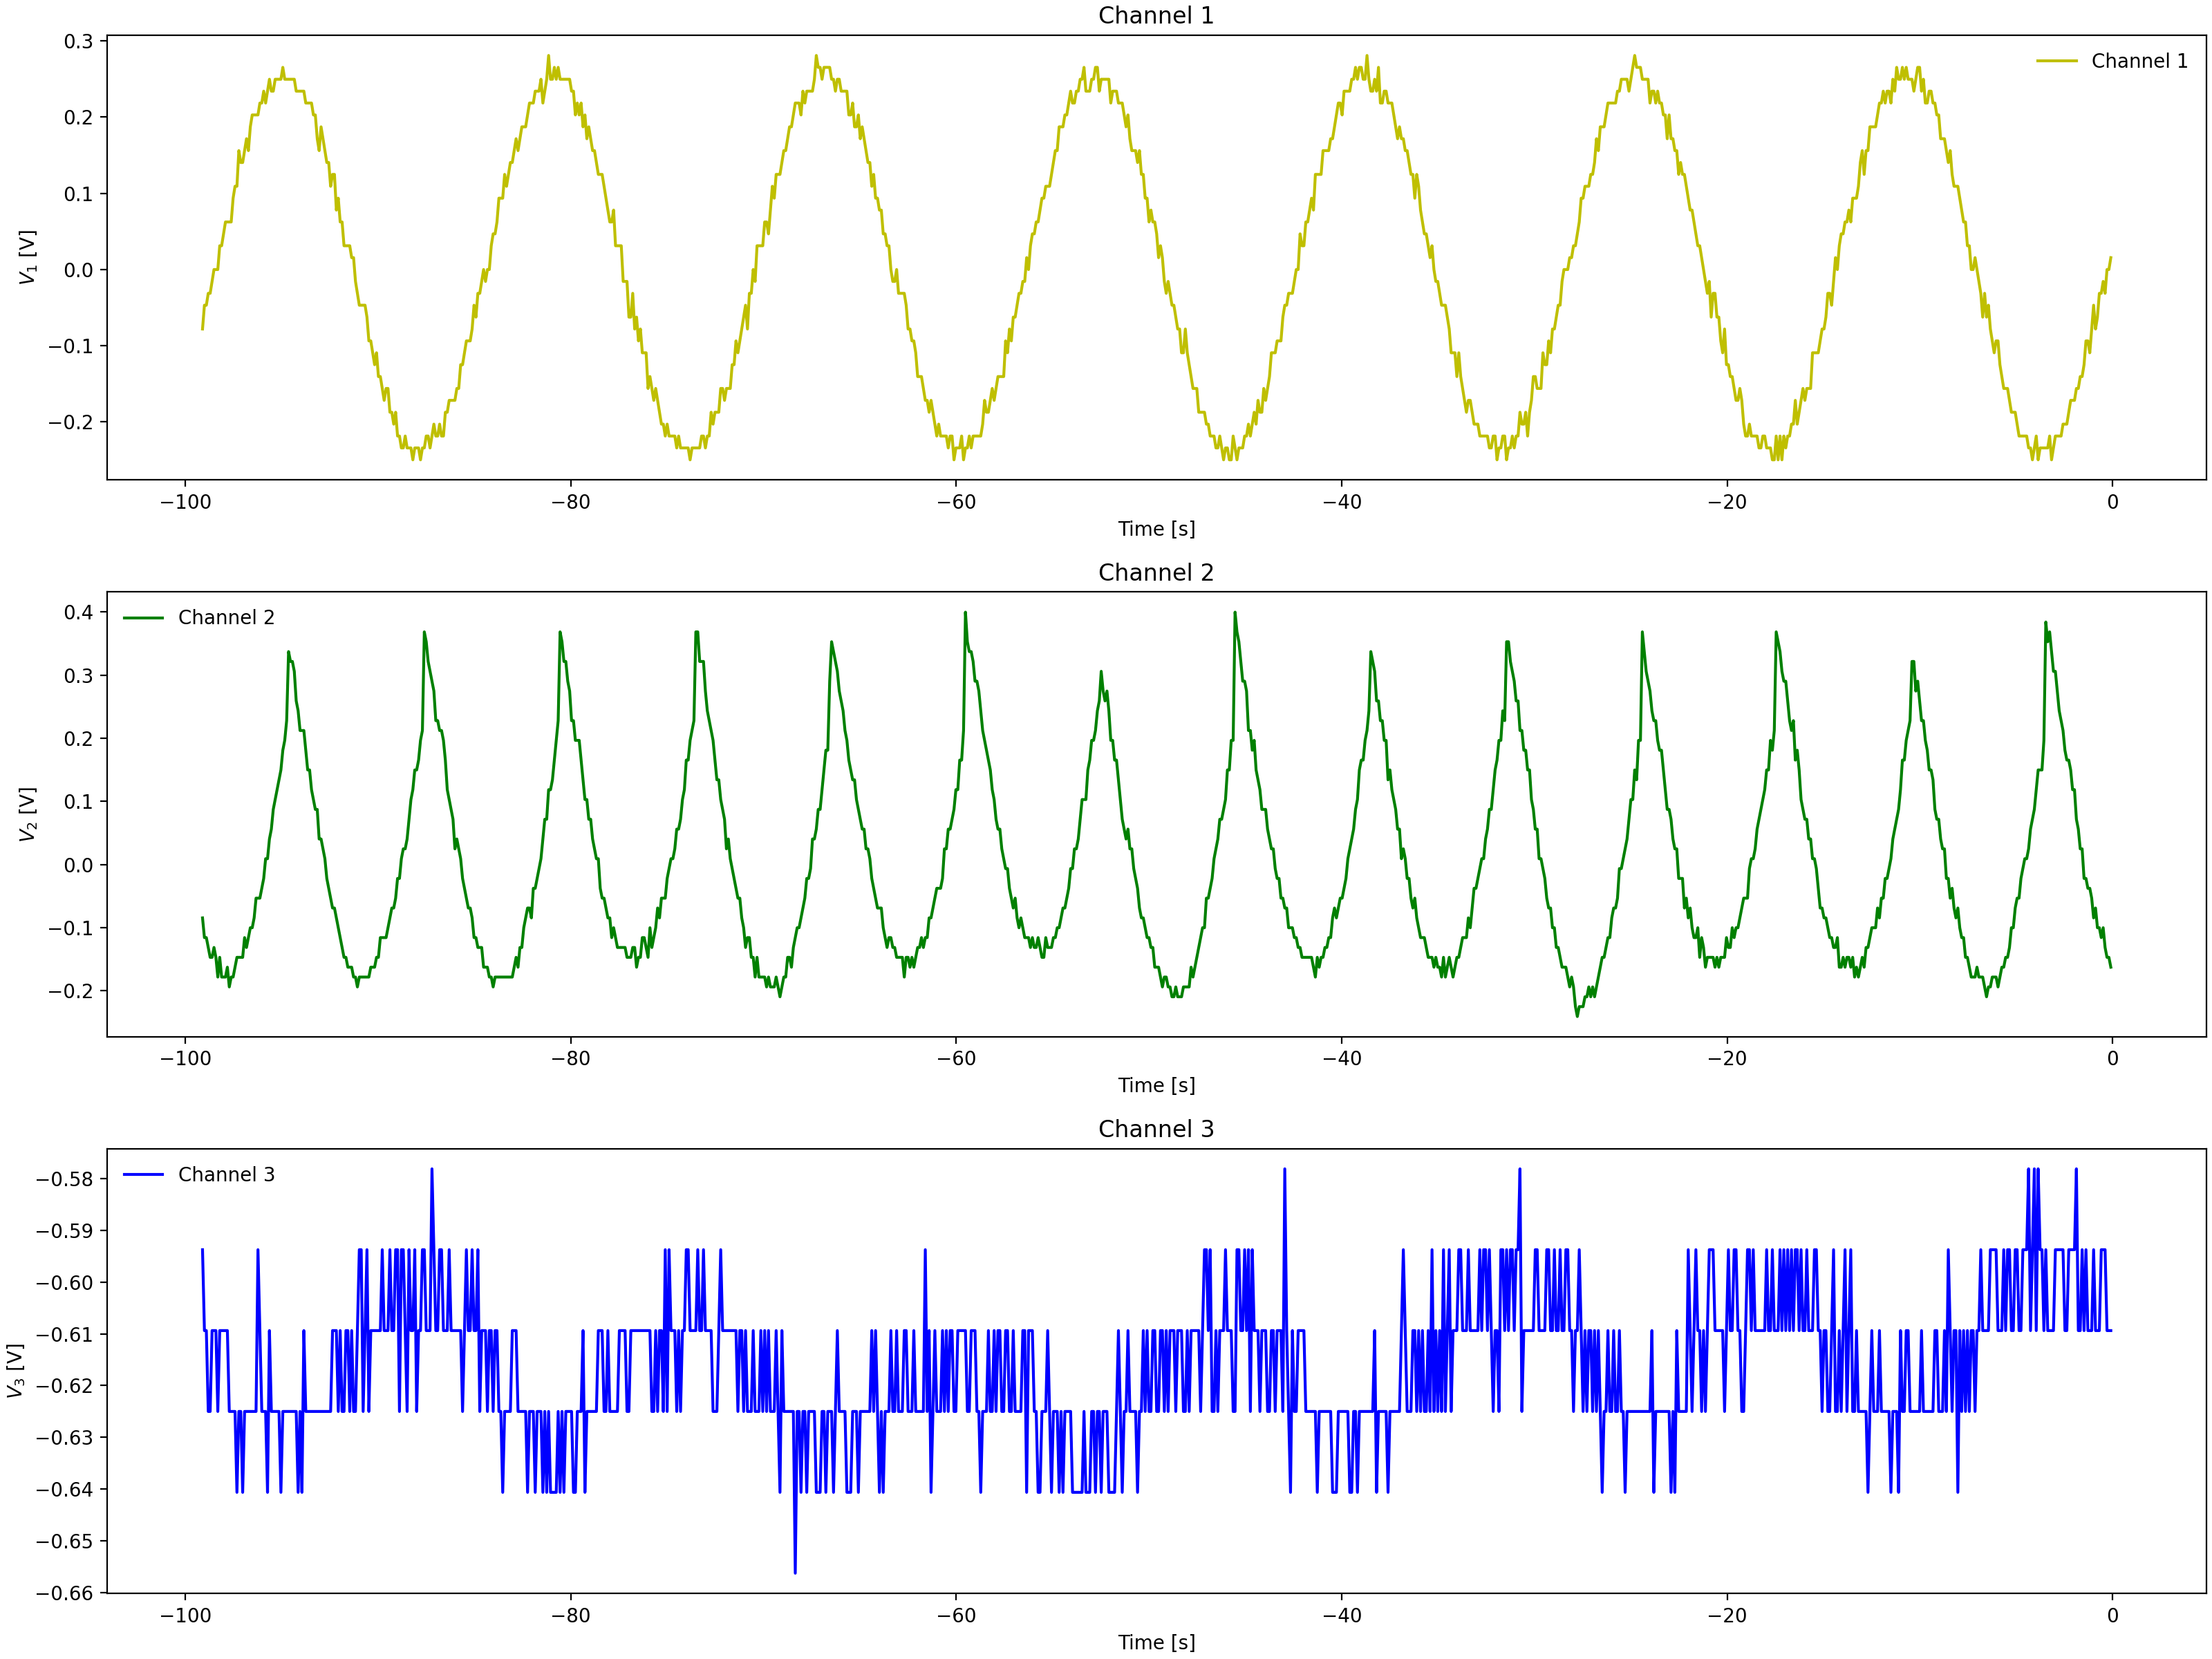 Channel 1
0.3
0.2
0.1
0.0
−0.1
−0.2
V1 [V]
Channel 1
−100 −80 −60 −40 −20 0
Time [s]
Channel 2
0.4
0.3
0.2
0.1
0.0
−0.1
−0.2
V2 [V]
Channel 2
−100 −80 −60 −40 −20 0
Time [s]
Channel 3
−0.58
−0.59
−0.60
−0.61
−0.62
−0.63
−0.64
−0.65
−0.66
V3 [V]
Channel 3
−100 −80 −60 −40 −20 0
Time [s]